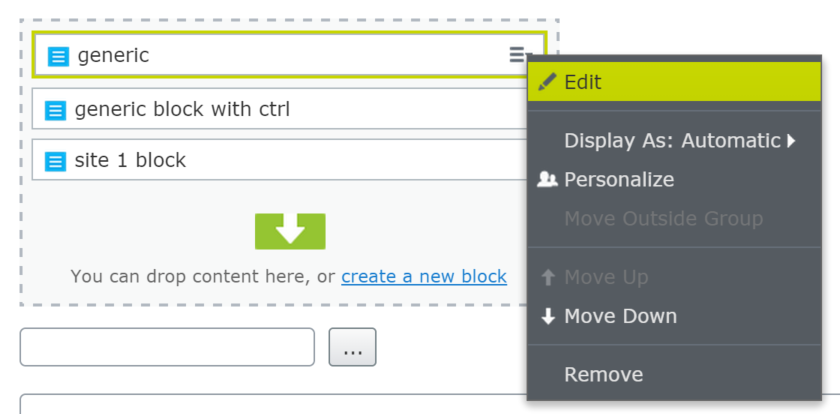 generic
generic block with ctrl
site 1 block
You can drop content here, or create a new block
...
Edit
Display As: Automatic
Personalize
Move Outside Group
Move Up
Move Down
Remove